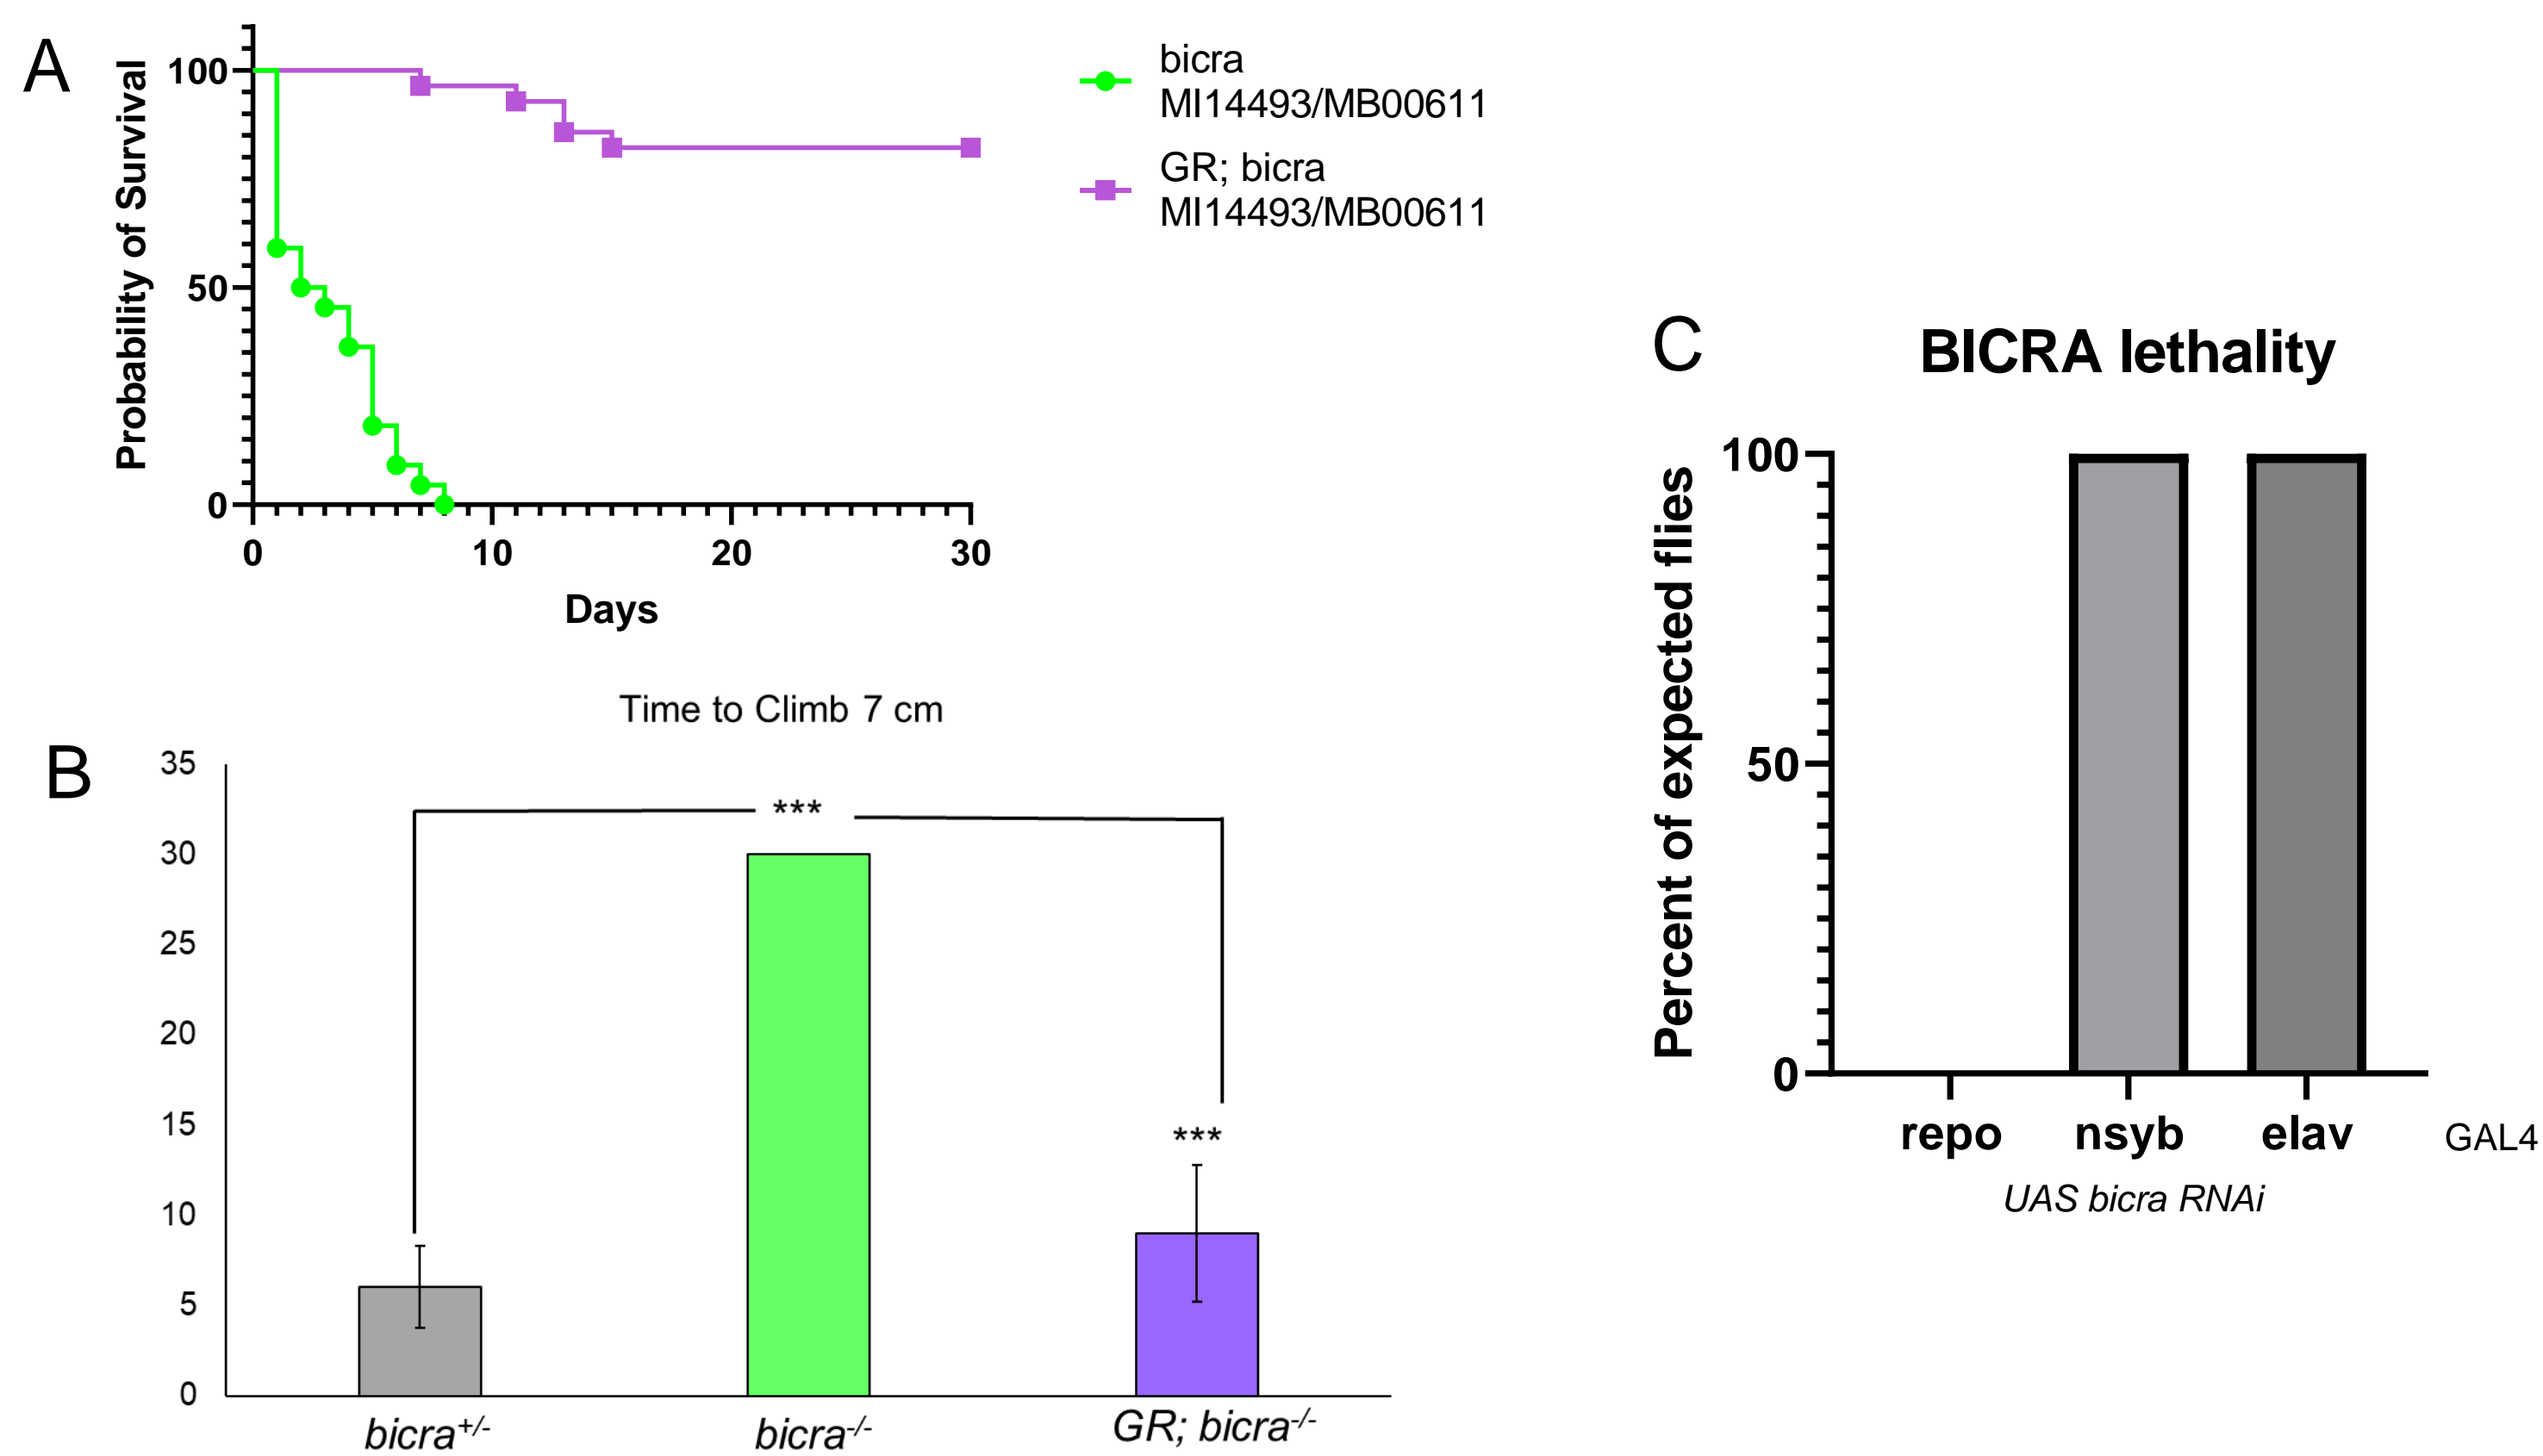 A
Probability of Survival
100
50
0
0 10 20 30
Days
bicra
MI14493/MB00611
GR; bicra
MI14493/MB00611
B
Time to Climb 7 cm
35
30
25
20
15
10
5
0
***
***
bicra+/-
bicra-/-
GR; bicra-/-
C
BICRA lethality
Percent of expected flies
100
50
0
repo nsyb elav GAL4
UAS bicra RNAi